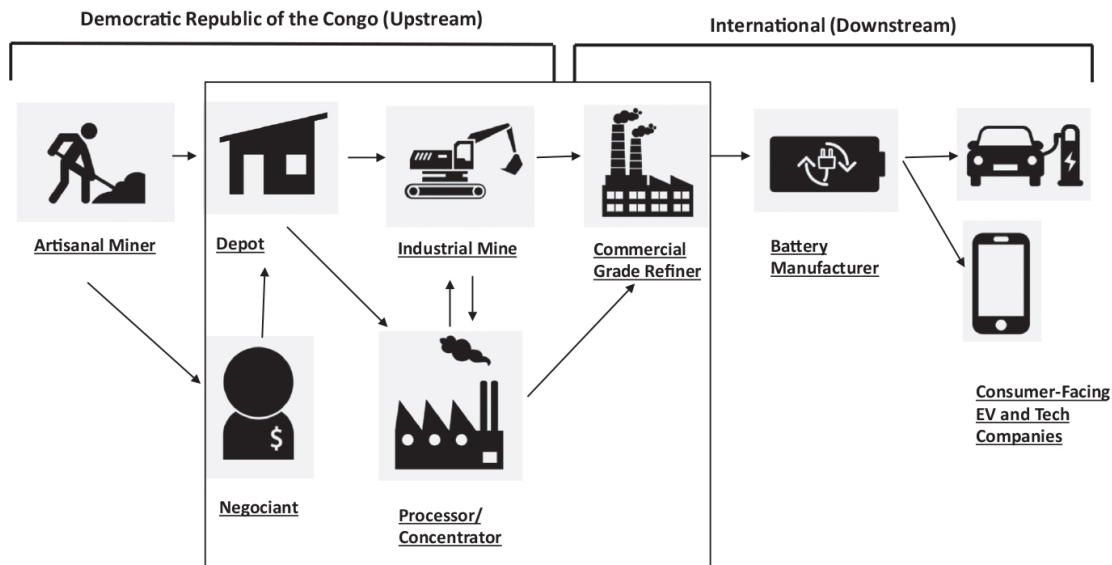 Democratic Republic of the Congo (Upstream)
International (Downstream)
Artisanal Miner
Depot
Industrial Mine
Commercial
Grade Refiner
Battery
Manufacturer
$
Negociant
Processor/
Concentrator
Consumer-Facing
EV and Tech
Companies